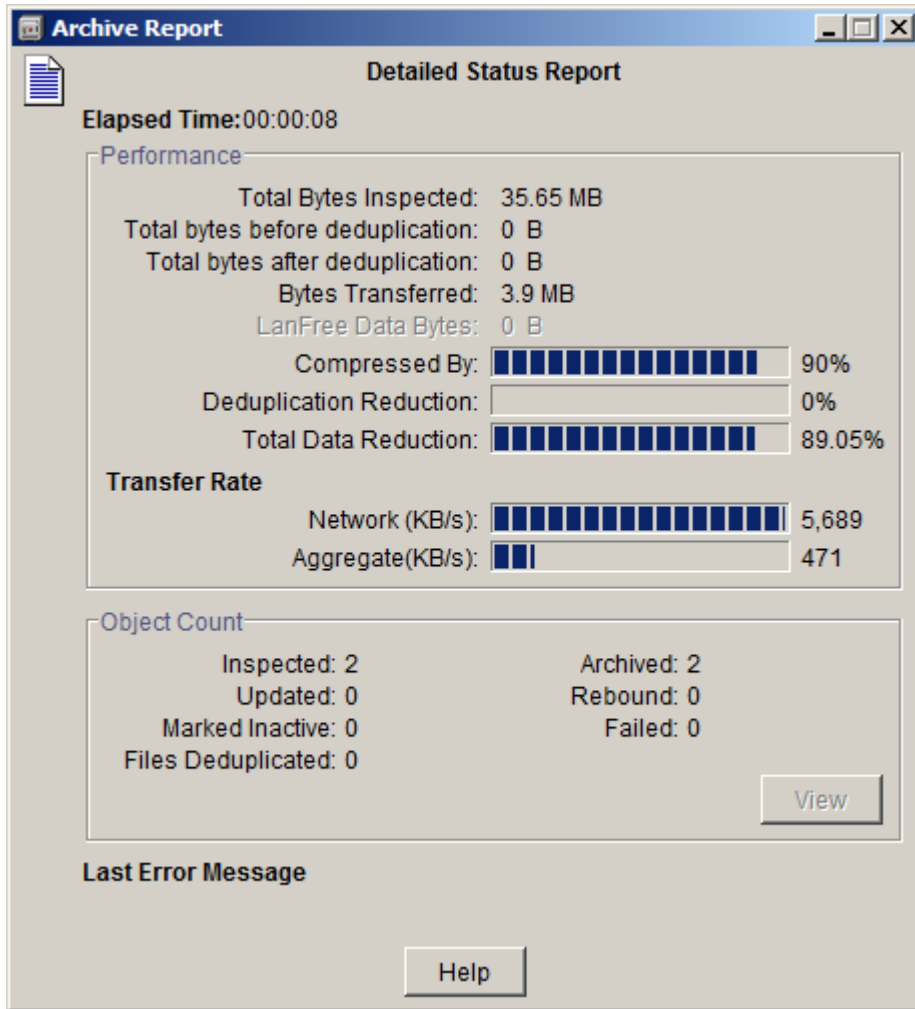 Archive Report
Detailed Status Report
Elapsed Time:00:00:08
Performance
Total Bytes Inspected: 35.65 MB
Total bytes before deduplication: 0 B
Total bytes after deduplication: 0 B
Bytes Transferred: 3.9 MB
LanFree Data Bytes: 0 B
Compressed By: 90%
Deduplication Reduction: 0%
Total Data Reduction: 89.05%
Transfer Rate
Network (KB/s): 5,689
Aggregate(KB/s): 471
Object Count
Inspected: 2 Archived: 2
Updated: 0 Rebound: 0
Marked Inactive: 0 Failed: 0
Files Deduplicated: 0
View
Last Error Message
Help